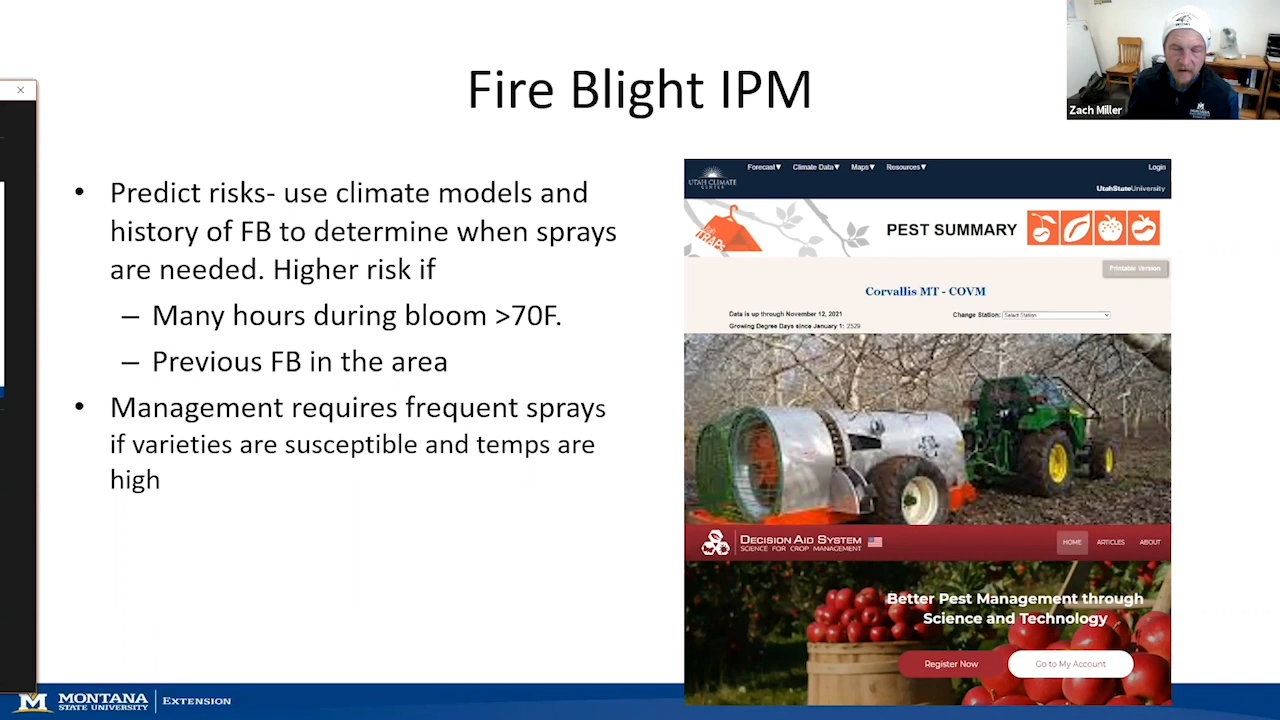 Fire Blight IPM
Zach Miller
• Predict risks- use climate models and
history of FB to determine when sprays
are needed. Higher risk if
– Many hours during bloom >70F.
– Previous FB in the area
• Management requires frequent sprays
if varieties are susceptible and temps are
high
Forecast▼ Climate Data▼ Maps▼ Resources▼ Login
UTAH CLIMATE
CENTER
UtahStateUniversity
TRAPs
PEST SUMMARY
Printable Version
Corvallis MT - COVM
Data is up through November 12, 2021
Change Station: Select Station
Growing Degree Days since January 1: 2529
DECISION AID SYSTEM
SCIENCE FOR CROP MANAGEMENT
HOME ARTICLES ABOUT
Better Pest Management through
Science and Technology
Register Now Go to My Account
M MONTANA
STATE UNIVERSITY
EXTENSION